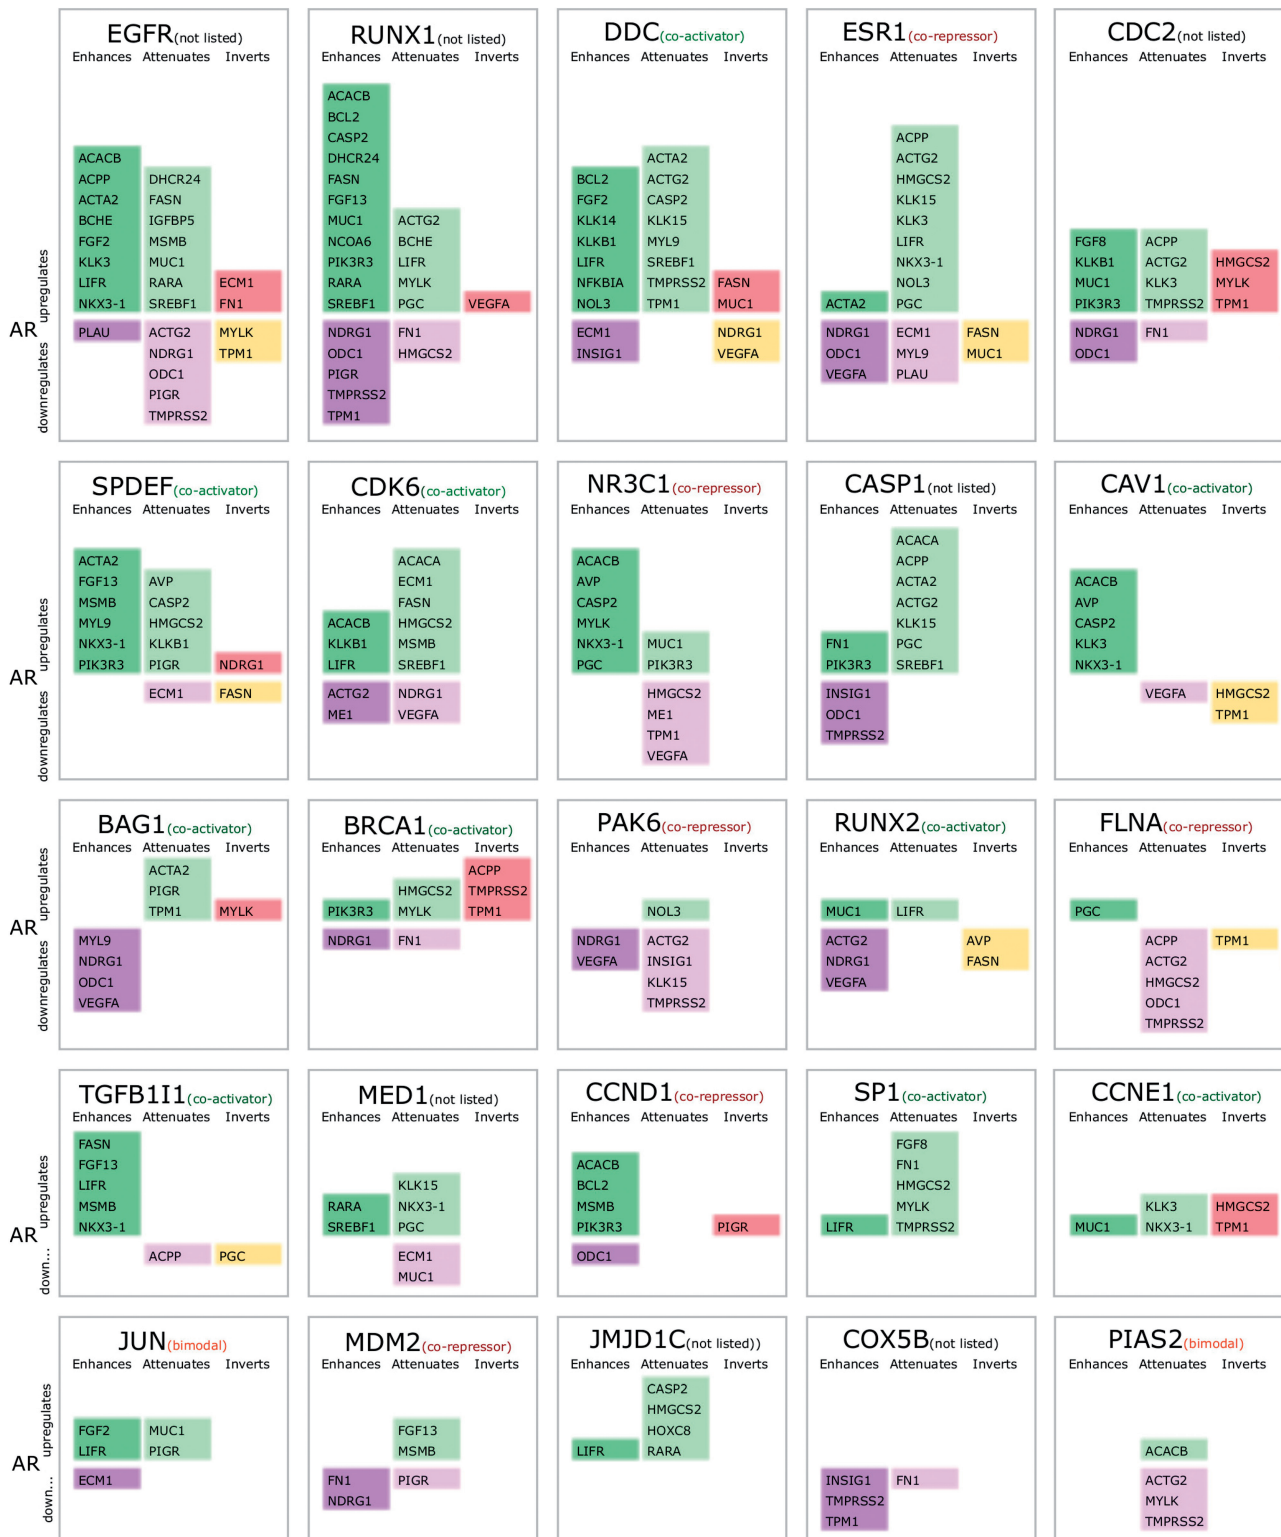 EGFR(not listed)
Enhances Attenuates Inverts
ACACB
ACPP DHCR24
ACTA2 FASN
BCHE IGFBP5
FGF2 MSMB
KLK3 MUC1
LIFR RARA ECM1
NKX3-1 SREBF1 FN1
PLAU ACTG2 MYLK
NDRG1 TPM1
ODC1
PIGR
TMPRSS2
RUNX1(not listed)
Enhances Attenuates Inverts
ACACB
BCL2
CASP2
DHCR24
FASN
FGF13
MUC1 ACTG2
NCOA6 BCHE
PIK3R3 LIFR
RARA MYLK
SREBF1 PGC VEGFA
NDRG1 FN1
ODC1 HMGCS2
PIGR
TMPRSS2
TPM1
DDC(co-activator)
Enhances Attenuates Inverts
ACTA2
BCL2 ACTG2
FGF2 CASP2
KLK14 KLK15
KLKB1 MYL9
LIFR SREBF1
NFKBIA TMPRSS2 FASN
NOL3 TPM1 MUC1
ECM1 NDRG1
INSIG1 VEGFA
ESR1(co-repressor)
Enhances Attenuates Inverts
ACPP
ACTG2
HMGCS2
KLK15
KLK3
LIFR
NKX3-1
NOL3
ACTA2 PGC
NDRG1 ECM1 FASN
ODC1 MYL9 MUC1
VEGFA PLAU
CDC2(not listed)
Enhances Attenuates Inverts
FGF8 ACPP
KLKB1 ACTG2 HMGCS2
MUC1 KLK3 MYLK
PIK3R3 TMPRSS2 TPM1
NDRG1 FN1
ODC1
AR upregulates
downregulates
SPDEF(co-activator)
Enhances Attenuates Inverts
ACTA2
FGF13 AVP
MSMB CASP2
MYL9 HMGCS2
NKX3-1 KLKB1
PIK3R3 PIGR NDRG1
ECM1 FASN
CDK6(co-activator)
Enhances Attenuates Inverts
ACACA
ECM1
FASN
ACACB HMGCS2
KLKB1 MSMB
LIFR SREBF1
ACTG2 NDRG1
ME1 VEGFA
NR3C1(co-repressor)
Enhances Attenuates Inverts
ACACB
AVP
CASP2
MYLK
NKX3-1 MUC1
PGC PIK3R3
HMGCS2
ME1
TPM1
VEGFA
CASP1(not listed)
Enhances Attenuates Inverts
ACACA
ACPP
ACTA2
ACTG2
KLK15
FN1 PGC
PIK3R3 SREBF1
INSIG1
ODC1
TMPRSS2
CAV1(co-activator)
Enhances Attenuates Inverts
ACACB
AVP
CASP2
KLK3
NKX3-1
VEGFA HMGCS2
TPM1
AR upregulates
downregulates
BAG1(co-activator)
Enhances Attenuates Inverts
ACTA2
PIGR
TPM1 MYLK
MYL9
NDRG1
ODC1
VEGFA
BRCA1(co-activator)
Enhances Attenuates Inverts
ACPP
HMGCS2 TMPRSS2
PIK3R3 MYLK TPM1
NDRG1 FN1
PAK6(co-repressor)
Enhances Attenuates Inverts
NOL3
NDRG1 ACTG2
VEGFA INSIG1
KLK15
TMPRSS2
RUNX2(co-activator)
Enhances Attenuates Inverts
MUC1 LIFR
ACTG2 AVP
NDRG1 FASN
VEGFA
FLNA(co-repressor)
Enhances Attenuates Inverts
PGC
ACPP TPM1
ACTG2
HMGCS2
ODC1
TMPRSS2
AR upregulates
downregulates
TGFB1I1(co-activator)
Enhances Attenuates Inverts
FASN
FGF13
LIFR
MSMB
NKX3-1
ACPP PGC
MED1(not listed)
Enhances Attenuates Inverts
KLK15
RARA NKX3-1
SREBF1 PGC
ECM1
MUC1
CCND1(co-repressor)
Enhances Attenuates Inverts
ACACB
BCL2
MSMB
PIK3R3 PIGR
ODC1
SP1(co-activator)
Enhances Attenuates Inverts
FGF8
FN1
HMGCS2
MYLK
LIFR TMPRSS2
CCNE1(co-activator)
Enhances Attenuates Inverts
KLK3 HMGCS2
MUC1 NKX3-1 TPM1
AR upregulates
down...
JUN(bimodal)
Enhances Attenuates Inverts
FGF2 MUC1
LIFR PIGR
ECM1
MDM2(co-repressor)
Enhances Attenuates Inverts
FGF13
MSMB
FN1 PIGR
NDRG1
JMJD1C(not listed))
Enhances Attenuates Inverts
CASP2
HMGCS2
HOXC8
LIFR RARA
COX5B(not listed)
Enhances Attenuates Inverts
INSIG1 FN1
TMPRSS2
TPM1
PIAS2(bimodal)
Enhances Attenuates Inverts
ACACB
ACTG2
MYLK
TMPRSS2
AR upregulates
down...